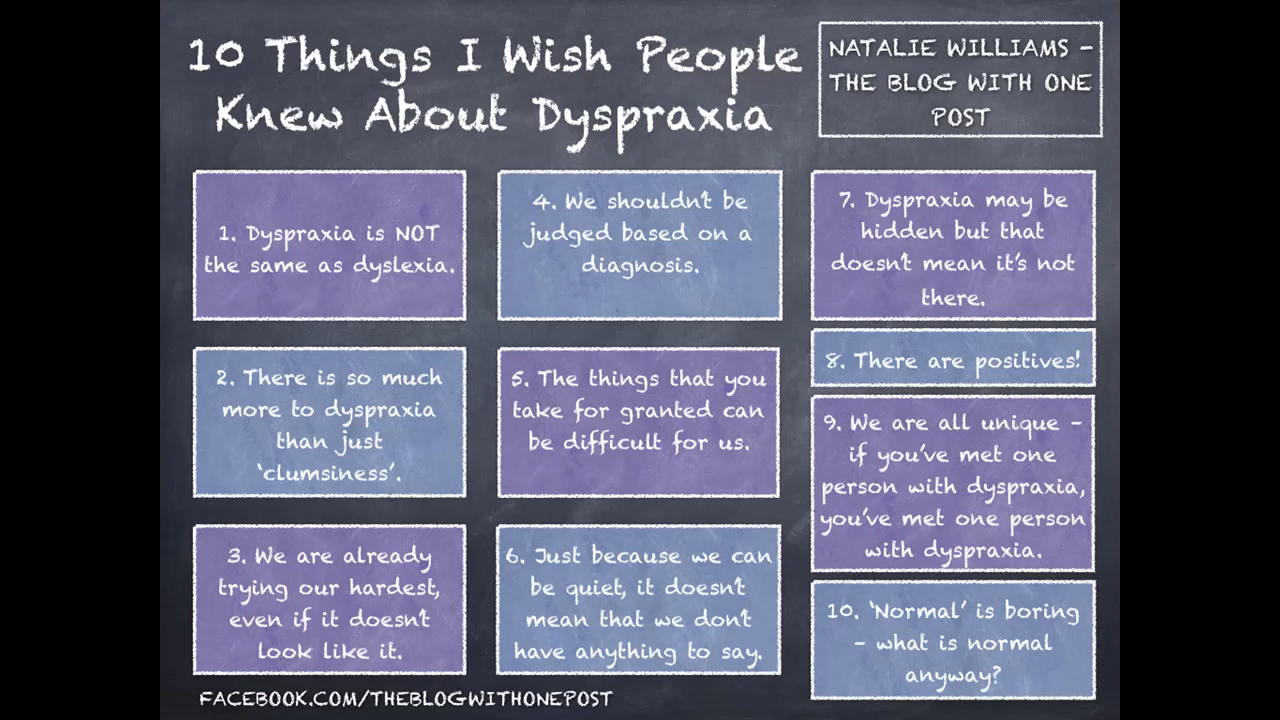 10 Things I Wish People
Knew About Dyspraxia
NATALIE WILLIAMS –
THE BLOG WITH ONE
POST
1. Dyspraxia is NOT
the same as dyslexia.
2. There is so much
more to dyspraxia
than just
‘clumsiness’.
3. We are already
trying our hardest,
even if it doesn’t
look like it.
4. We shouldn’t be
judged based on a
diagnosis.
5. The things that you
take for granted can
be difficult for us.
6. Just because we can
be quiet, it doesn’t
mean that we don’t
have anything to say.
7. Dyspraxia may be
hidden but that
doesn’t mean it’s not
there.
8. There are positives!
9. We are all unique –
if you’ve met one
person with dyspraxia,
you’ve met one person
with dyspraxia.
10. ‘Normal’ is boring
– what is normal
anyway?
FACEBOOK.COM/THEBLOGWITHONEPOST